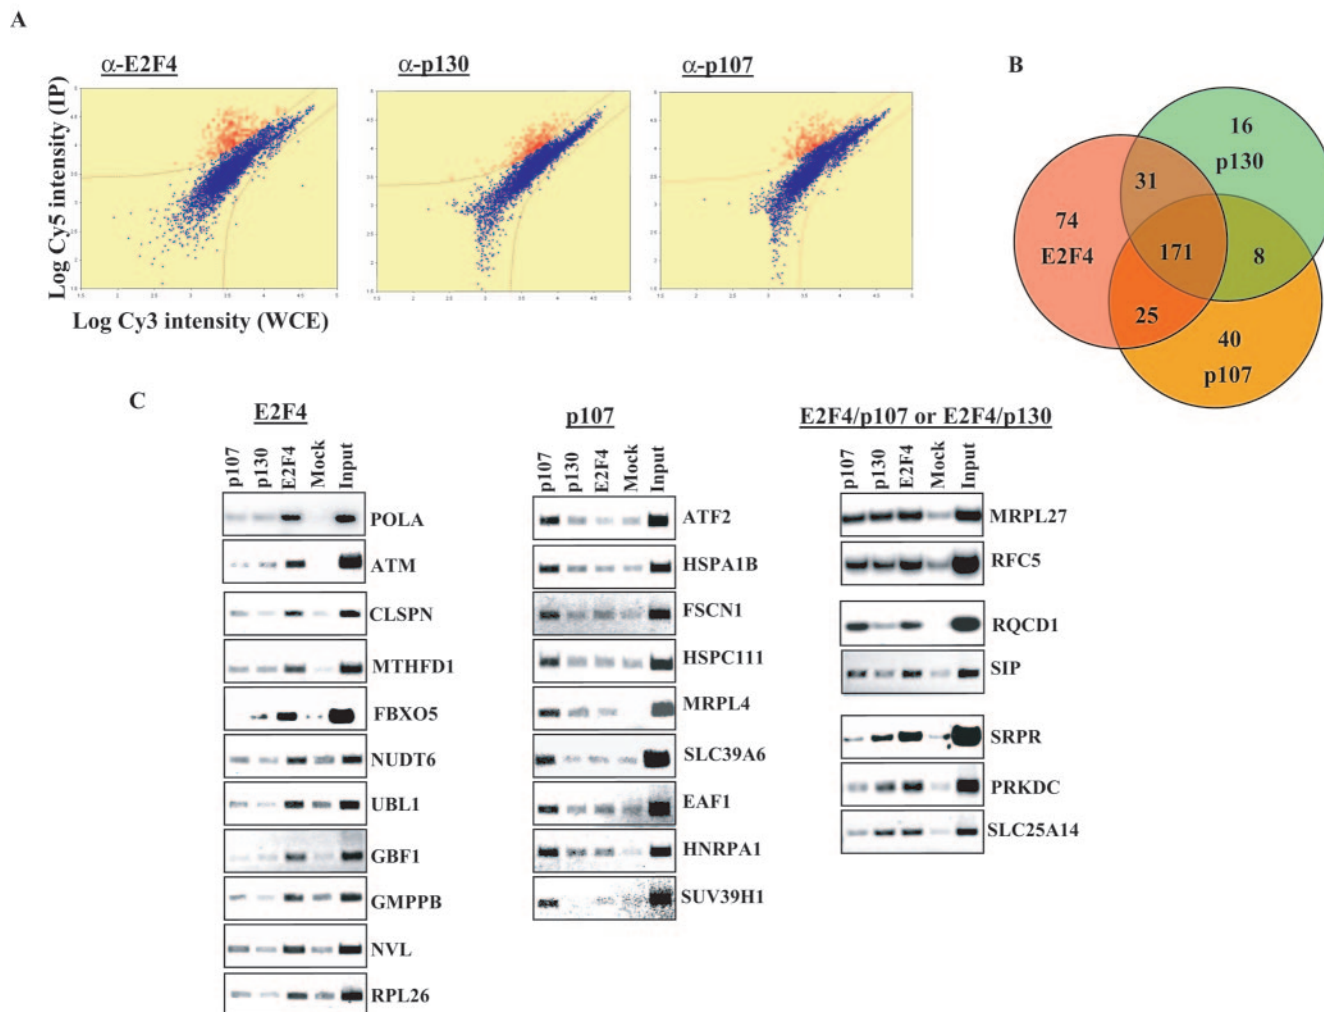 A
α-E2F4
α-p130
α-p107
Log Cy5 intensity (IP)
Log Cy3 intensity (WCE)
B
16
p130
31
74
E2F4
171
8
25
40
p107
C
E2F4
p107 p130 E2F4 Mock Input
POLA
ATM
CLSPN
MTHFD1
FBXO5
NUDT6
UBL1
GBF1
GMPPB
NVL
RPL26
p107
p107 p130 E2F4 Mock Input
ATF2
HSPA1B
FSCN1
HSPC111
MRPL4
SLC39A6
EAF1
HNRPA1
SUV39H1
E2F4/p107 or E2F4/p130
p107 p130 E2F4 Mock Input
MRPL27
RFC5
RQCD1
SIP
SRPR
PRKDC
SLC25A14